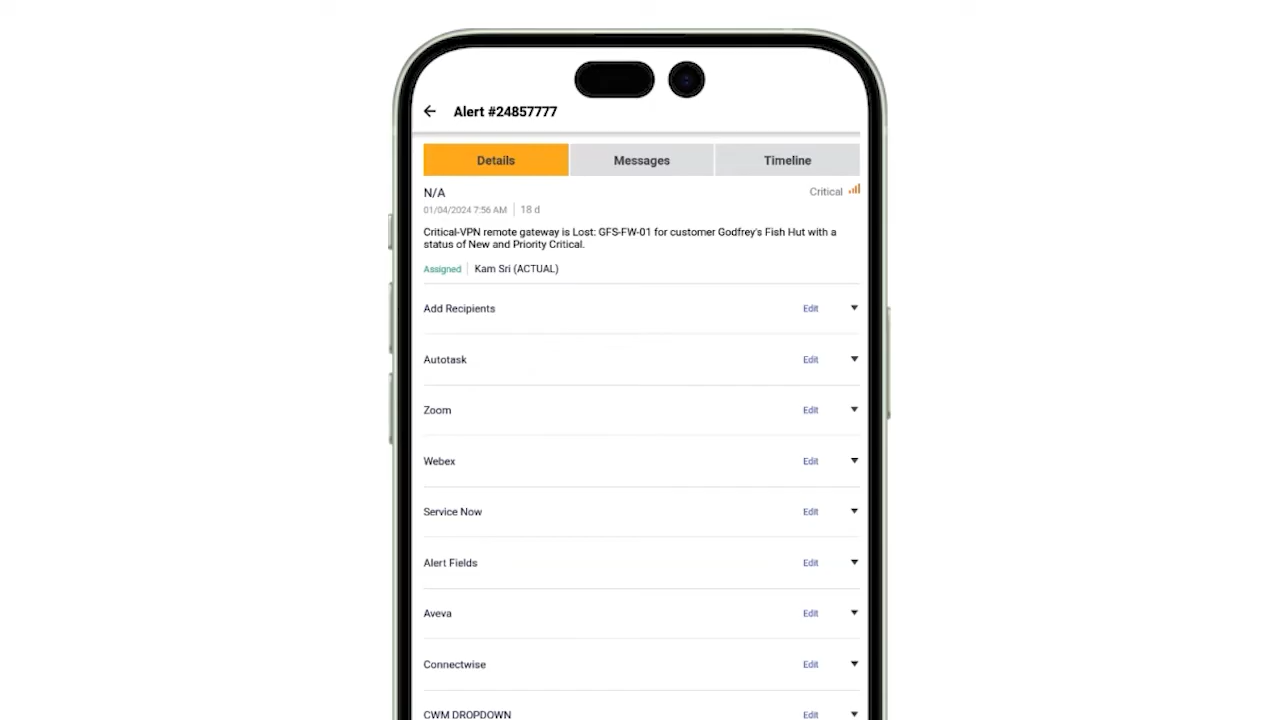 Alert #24857777
Details Messages Timeline
N/A Critical
01/04/2024 7:56 AM 18 d
Critical-VPN remote gateway is Lost: GFS-FW-01 for customer Godfrey's Fish Hut with a
status of New and Priority Critical.
Assigned Kam Sri (ACTUAL)
Add Recipients Edit
Autotask Edit
Zoom Edit
Webex Edit
Service Now Edit
Alert Fields Edit
Aveva Edit
Connectwise Edit
CWM DROPDOWN Edit